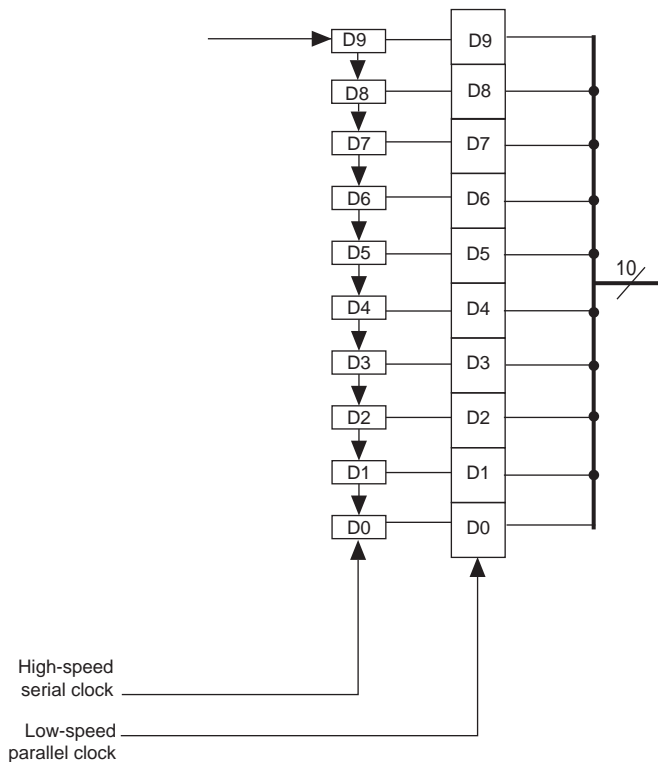 D9 D9
D8 D8
D7 D7
D6 D6
D5 D5
10
D4 D4
D3 D3
D2 D2
D1 D1
D0 D0
High-speed
serial clock
Low-speed
parallel clock